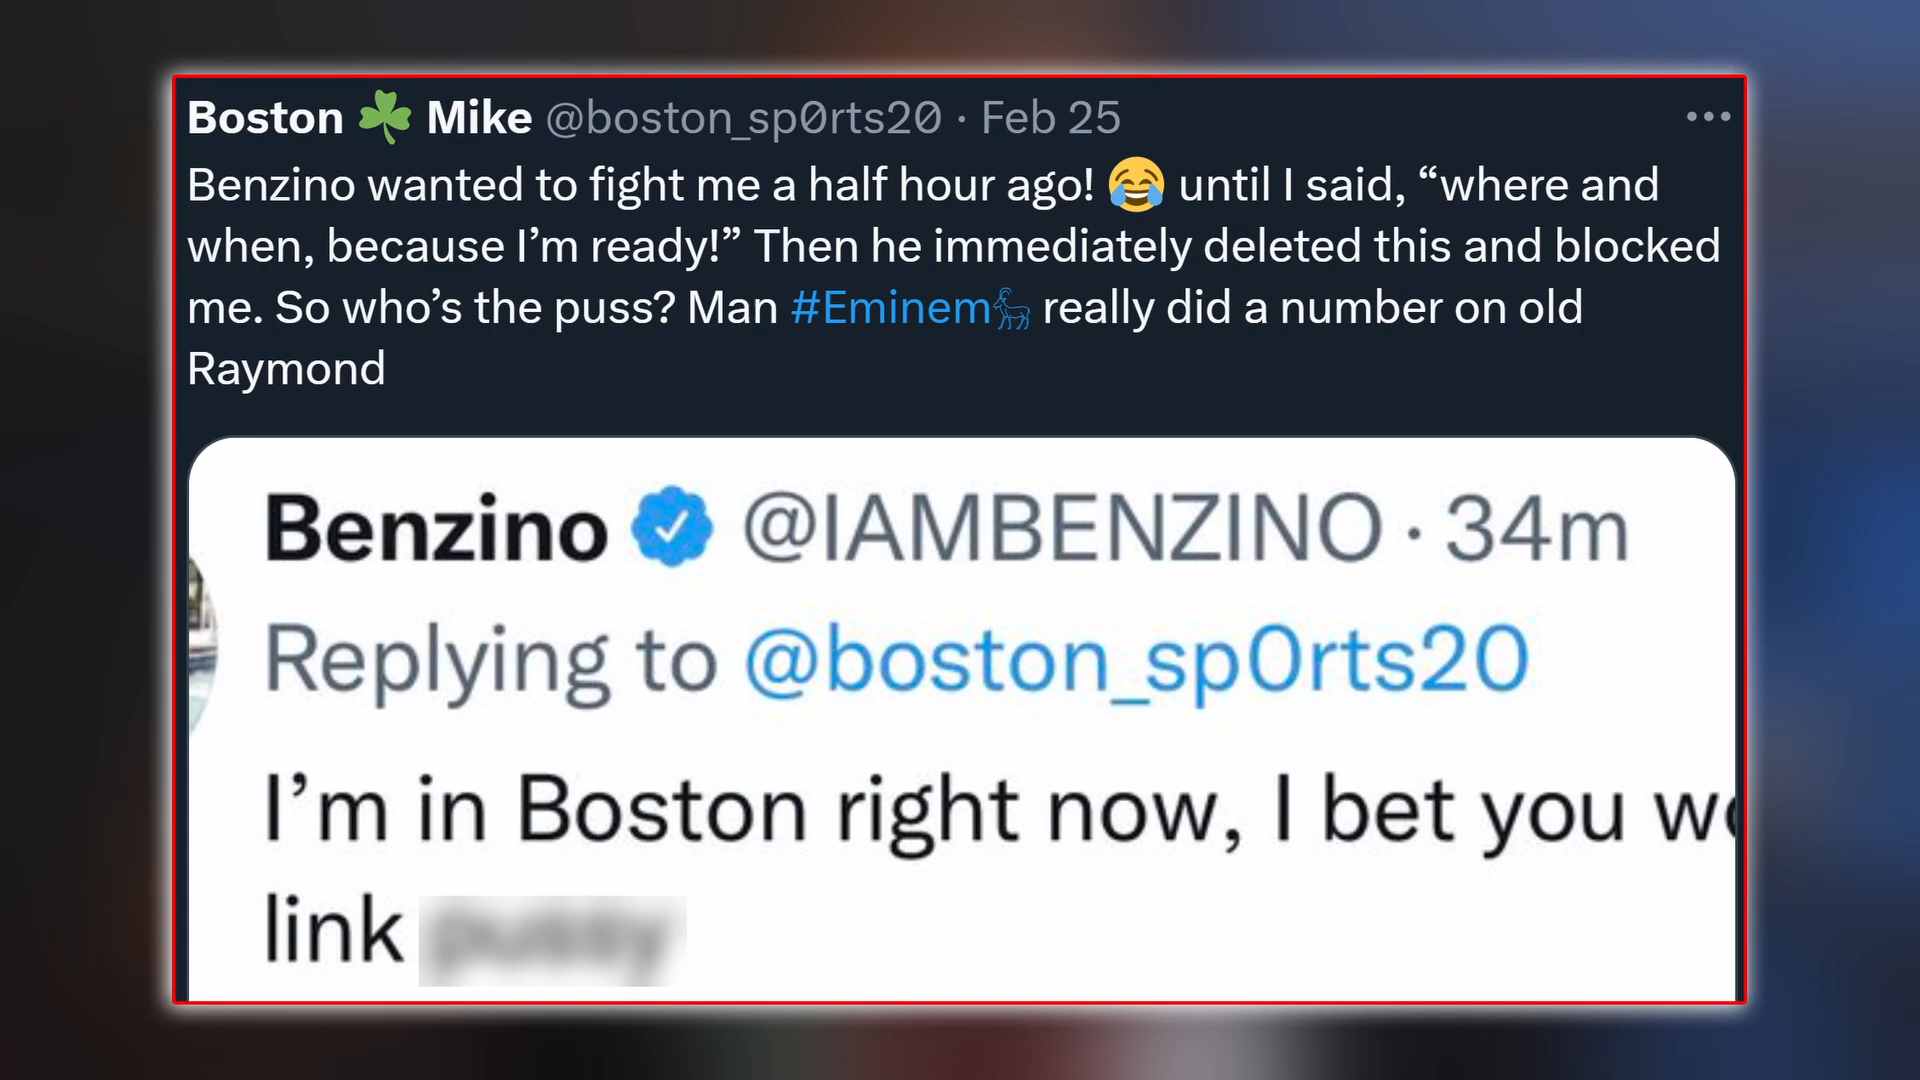 Boston ☘️ Mike @boston_sp0rts20 · Feb 25
Benzino wanted to fight me a half hour ago! 😂 until I said, “where and
when, because I’m ready!” Then he immediately deleted this and blocked
me. So who’s the puss? Man #Eminem really did a number on old
Raymond
Benzino @IAMBENZINO · 34m
Replying to @boston_sp0rts20
I’m in Boston right now, I bet you
link